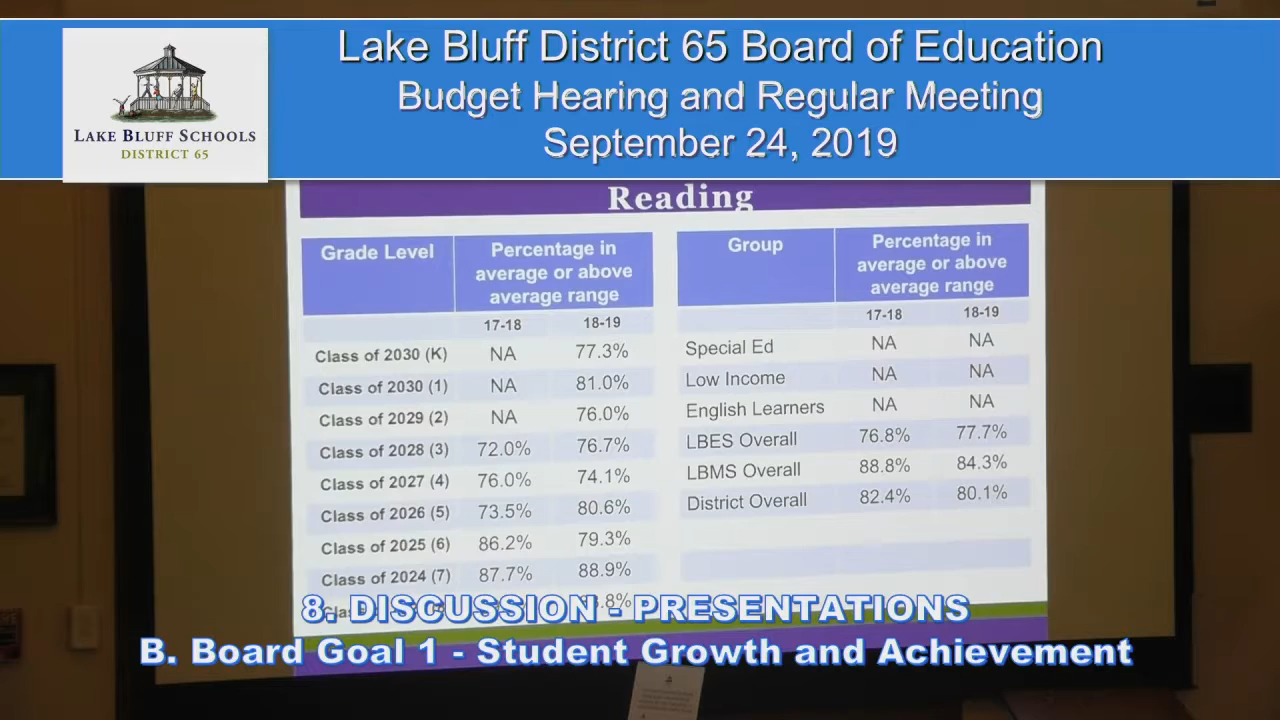 Lake Bluff District 65 Board of Education
Budget Hearing and Regular Meeting
September 24, 2019
LAKE BLUFF SCHOOLS
DISTRICT 65
Reading
Grade Level Percentage in average or above average range
17-18 18-19
Class of 2030 (K) NA 77.3%
Class of 2030 (1) NA 81.0%
Class of 2029 (2) NA 76.0%
Class of 2028 (3) 72.0% 76.7%
Class of 2027 (4) 76.0% 74.1%
Class of 2026 (5) 73.5% 80.6%
Class of 2025 (6) 86.2% 79.3%
Class of 2024 (7) 87.7% 88.9%
Group Percentage in average or above average range
17-18 18-19
Special Ed NA NA
Low Income NA NA
English Learners NA NA
LBES Overall 76.8% 77.7%
LBMS Overall 88.8% 84.3%
District Overall 82.4% 80.1%
8. DISCUSSION - PRESENTATIONS
B. Board Goal 1 - Student Growth and Achievement